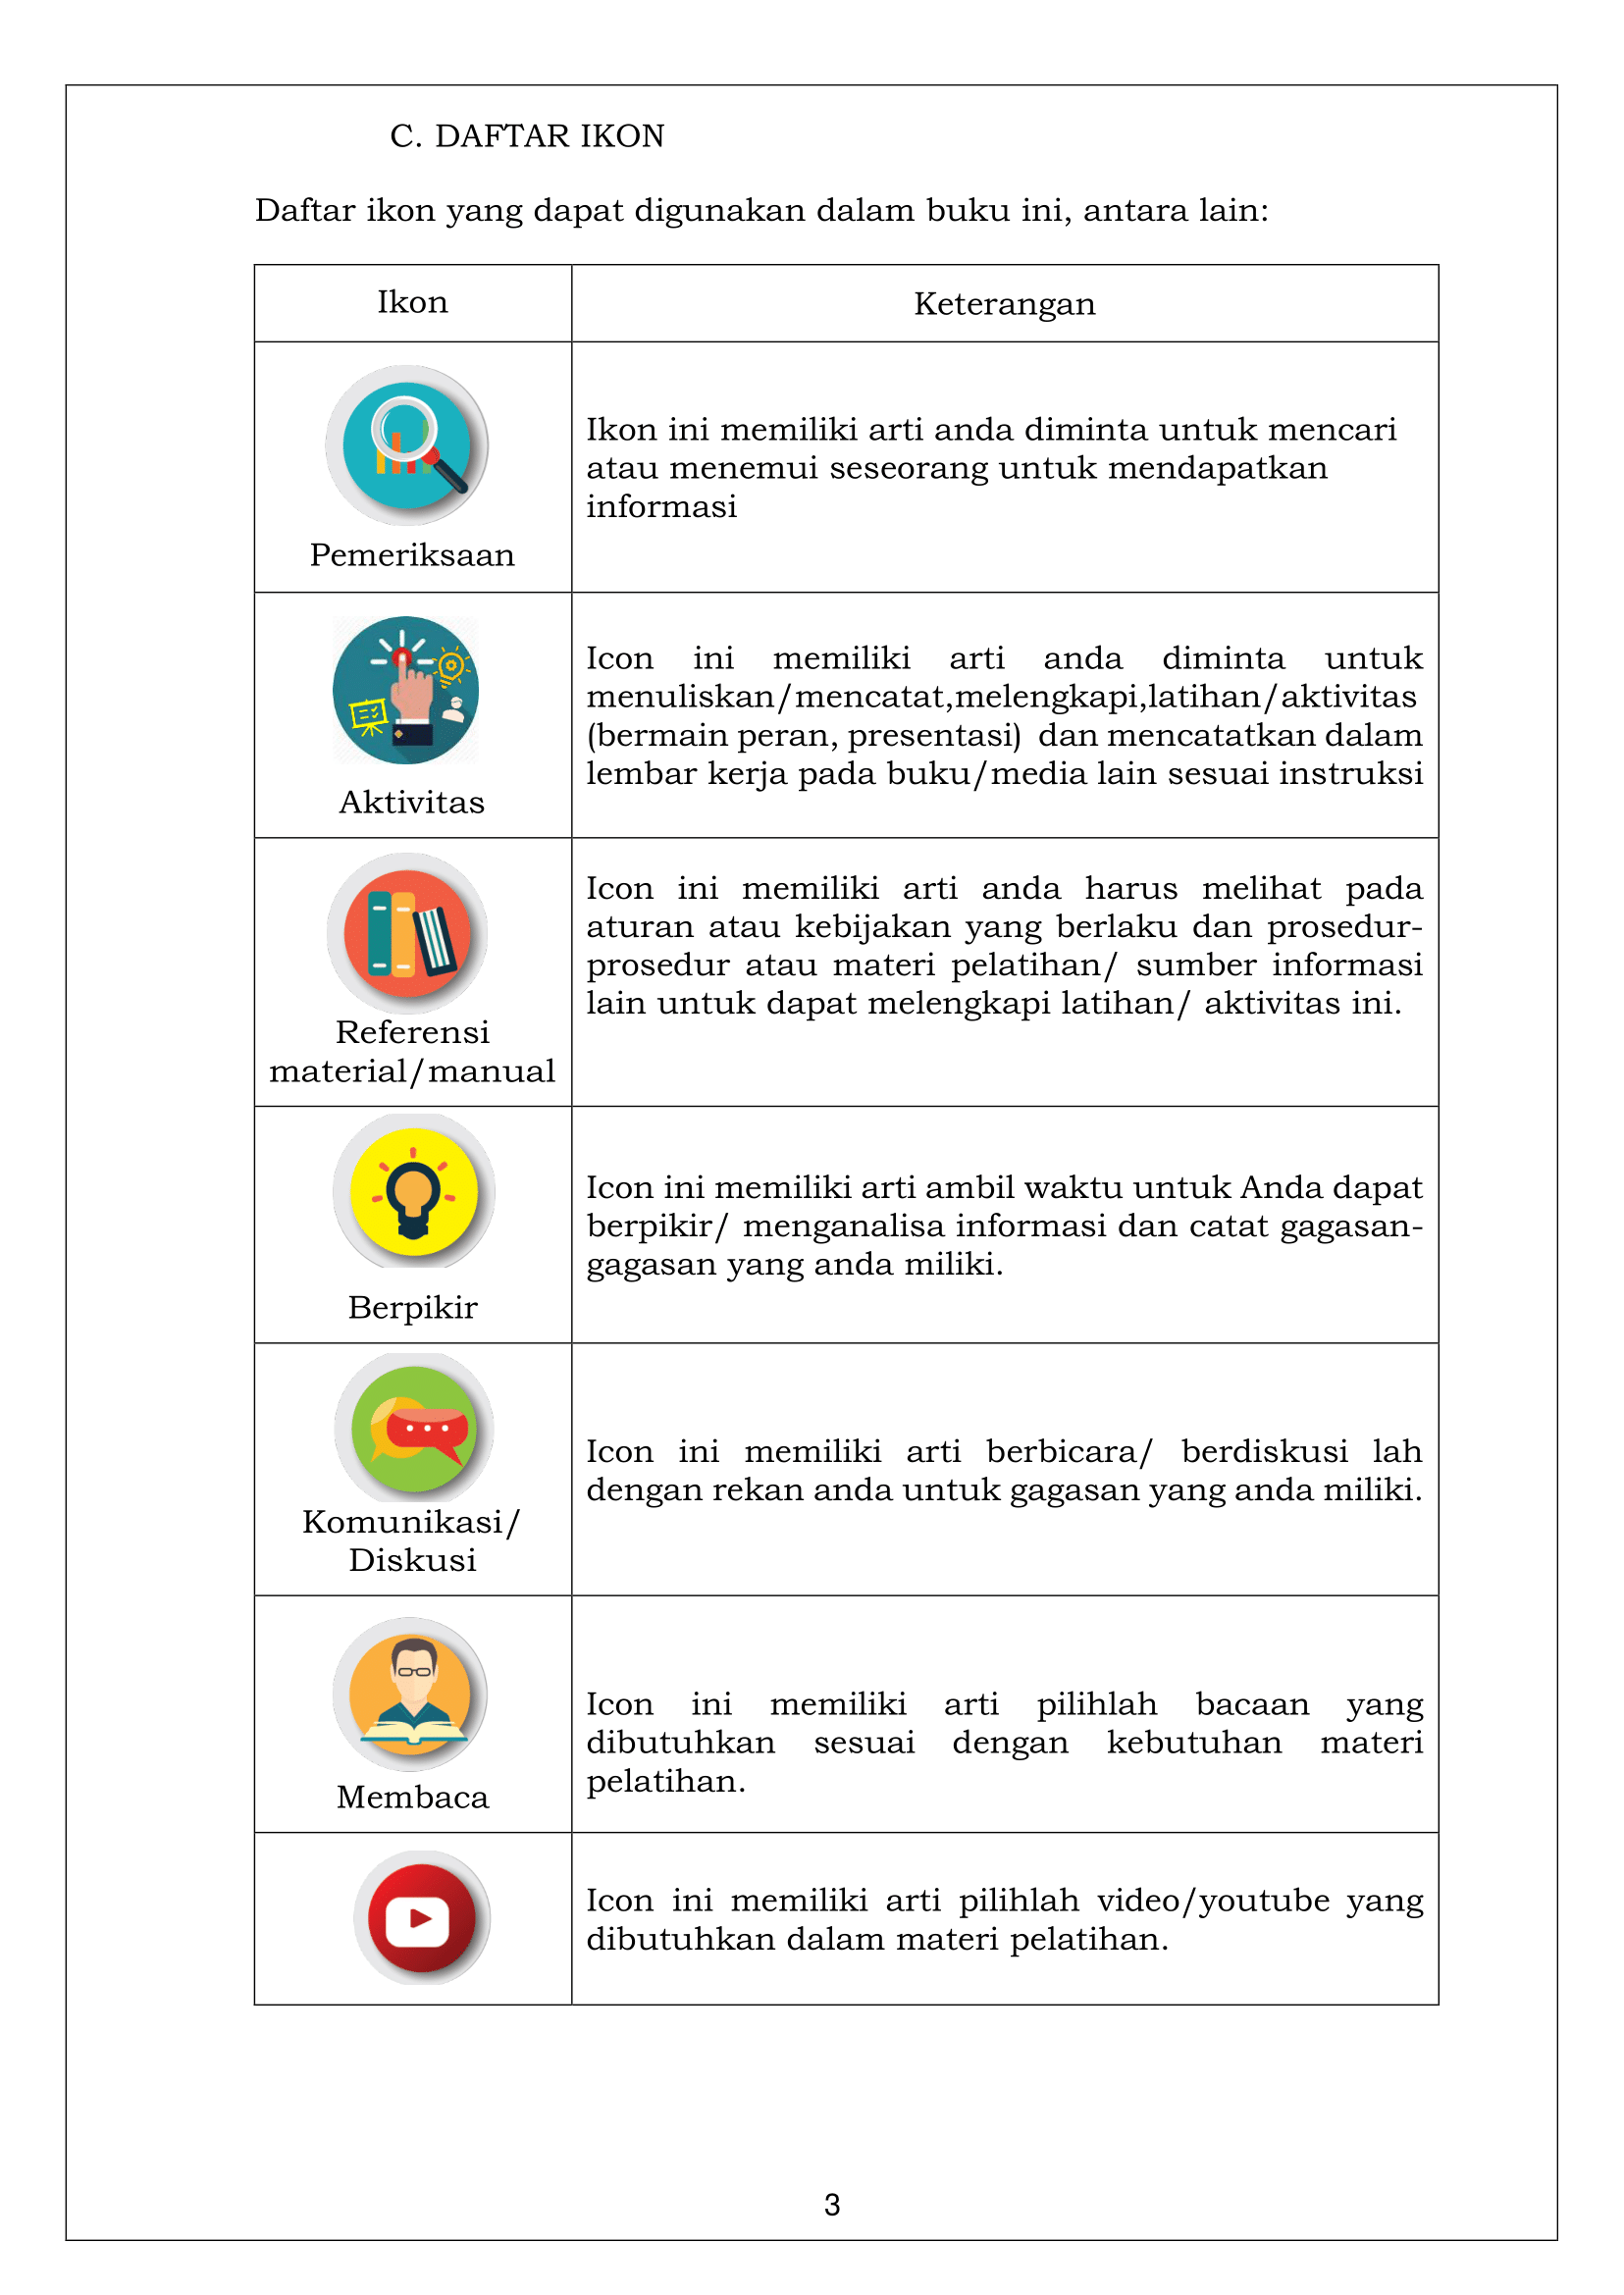 C. DAFTAR IKON
Daftar ikon yang dapat digunakan dalam buku ini, antara lain:
Ikon
Keterangan
Pemeriksaan
Ikon ini memiliki arti anda diminta untuk mencari
atau menemui seseorang untuk mendapatkan
informasi
Aktivitas
Icon ini memiliki arti anda diminta untuk
menuliskan/mencatat,melengkapi,latihan/aktivitas
(bermain peran, presentasi) dan mencatatkan dalam
lembar kerja pada buku/media lain sesuai instruksi
Referensi
material/manual
Icon ini memiliki arti anda harus melihat pada
aturan atau kebijakan yang berlaku dan prosedur-
prosedur atau materi pelatihan/ sumber informasi
lain untuk dapat melengkapi latihan/ aktivitas ini.
Berpikir
Icon ini memiliki arti ambil waktu untuk Anda dapat
berpikir/ menganalisa informasi dan catat gagasan-
gagasan yang anda miliki.
Komunikasi/
Diskusi
Icon ini memiliki arti berbicara/ berdiskusi lah
dengan rekan anda untuk gagasan yang anda miliki.
Membaca
Icon ini memiliki arti pilihlah bacaan yang
dibutuhkan sesuai dengan kebutuhan materi
pelatihan.
Icon ini memiliki arti pilihlah video/youtube yang
dibutuhkan dalam materi pelatihan.
3